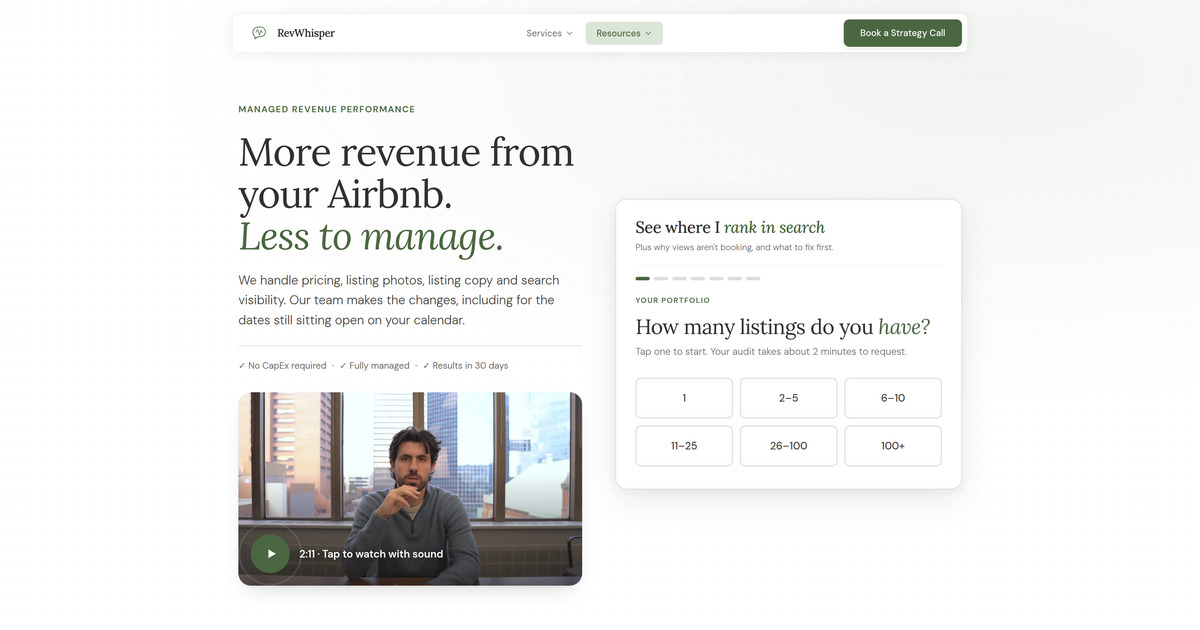 RevWhisper
Services
Resources
Book a Strategy Call
MANAGED REVENUE PERFORMANCE
More revenue from
your Airbnb.
Less to manage.
We handle pricing, listing photos, listing copy and search
visibility. Our team makes the changes, including for the
dates still sitting open on your calendar.
✓ No CapEx required · ✓ Fully managed · ✓ Results in 30 days
2:11 · Tap to watch with sound
See where I rank in search
Plus why views aren't booking, and what to fix first.
YOUR PORTFOLIO
How many listings do you have?
Tap one to start. Your audit takes about 2 minutes to request.
1
2–5
6–10
11–25
26–100
100+